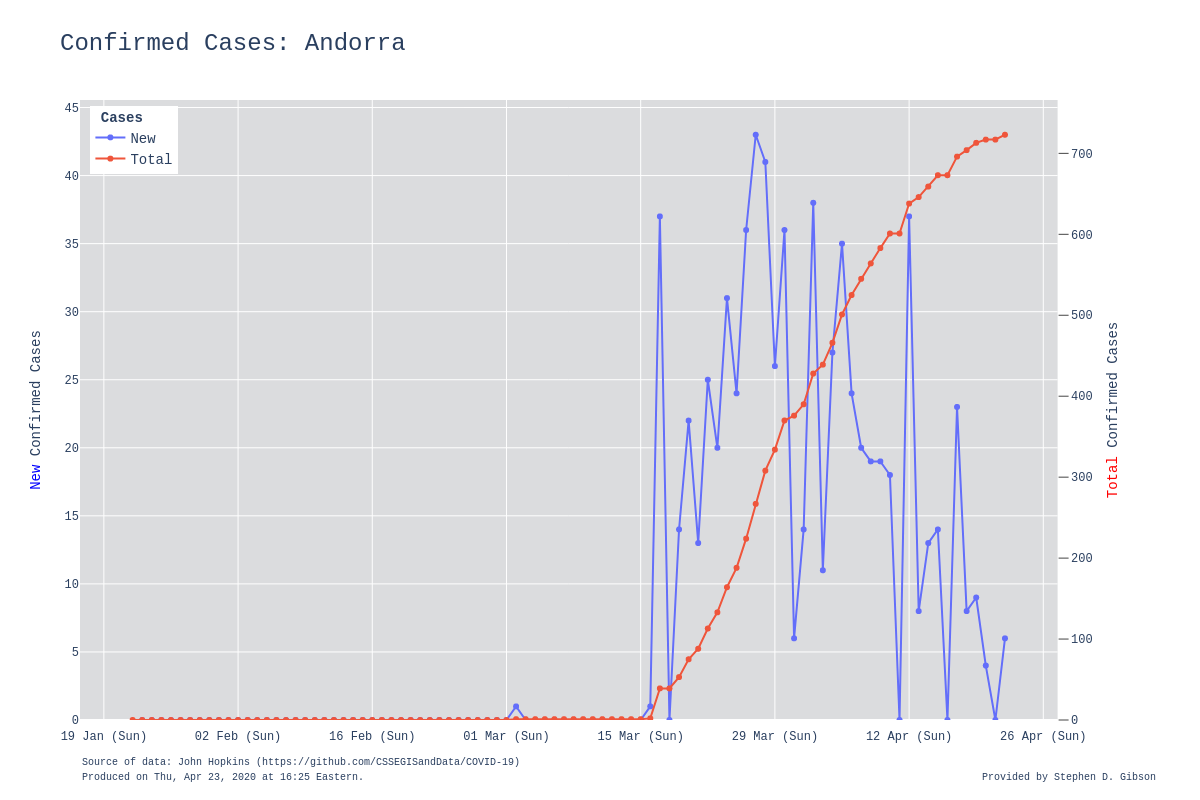 Confirmed Cases: Andorra
Cases
New
Total
45
40
35
30
25
20
15
10
5
0
New Confirmed Cases
700
600
500
400
300
200
100
0
Total Confirmed Cases
19 Jan (Sun) 02 Feb (Sun) 16 Feb (Sun) 01 Mar (Sun) 15 Mar (Sun) 29 Mar (Sun) 12 Apr (Sun) 26 Apr (Sun)
Source of data: John Hopkins (https://github.com/CSSEGISandData/COVID-19)
Produced on Thu, Apr 23, 2020 at 16:25 Eastern.
Provided by Stephen D. Gibson